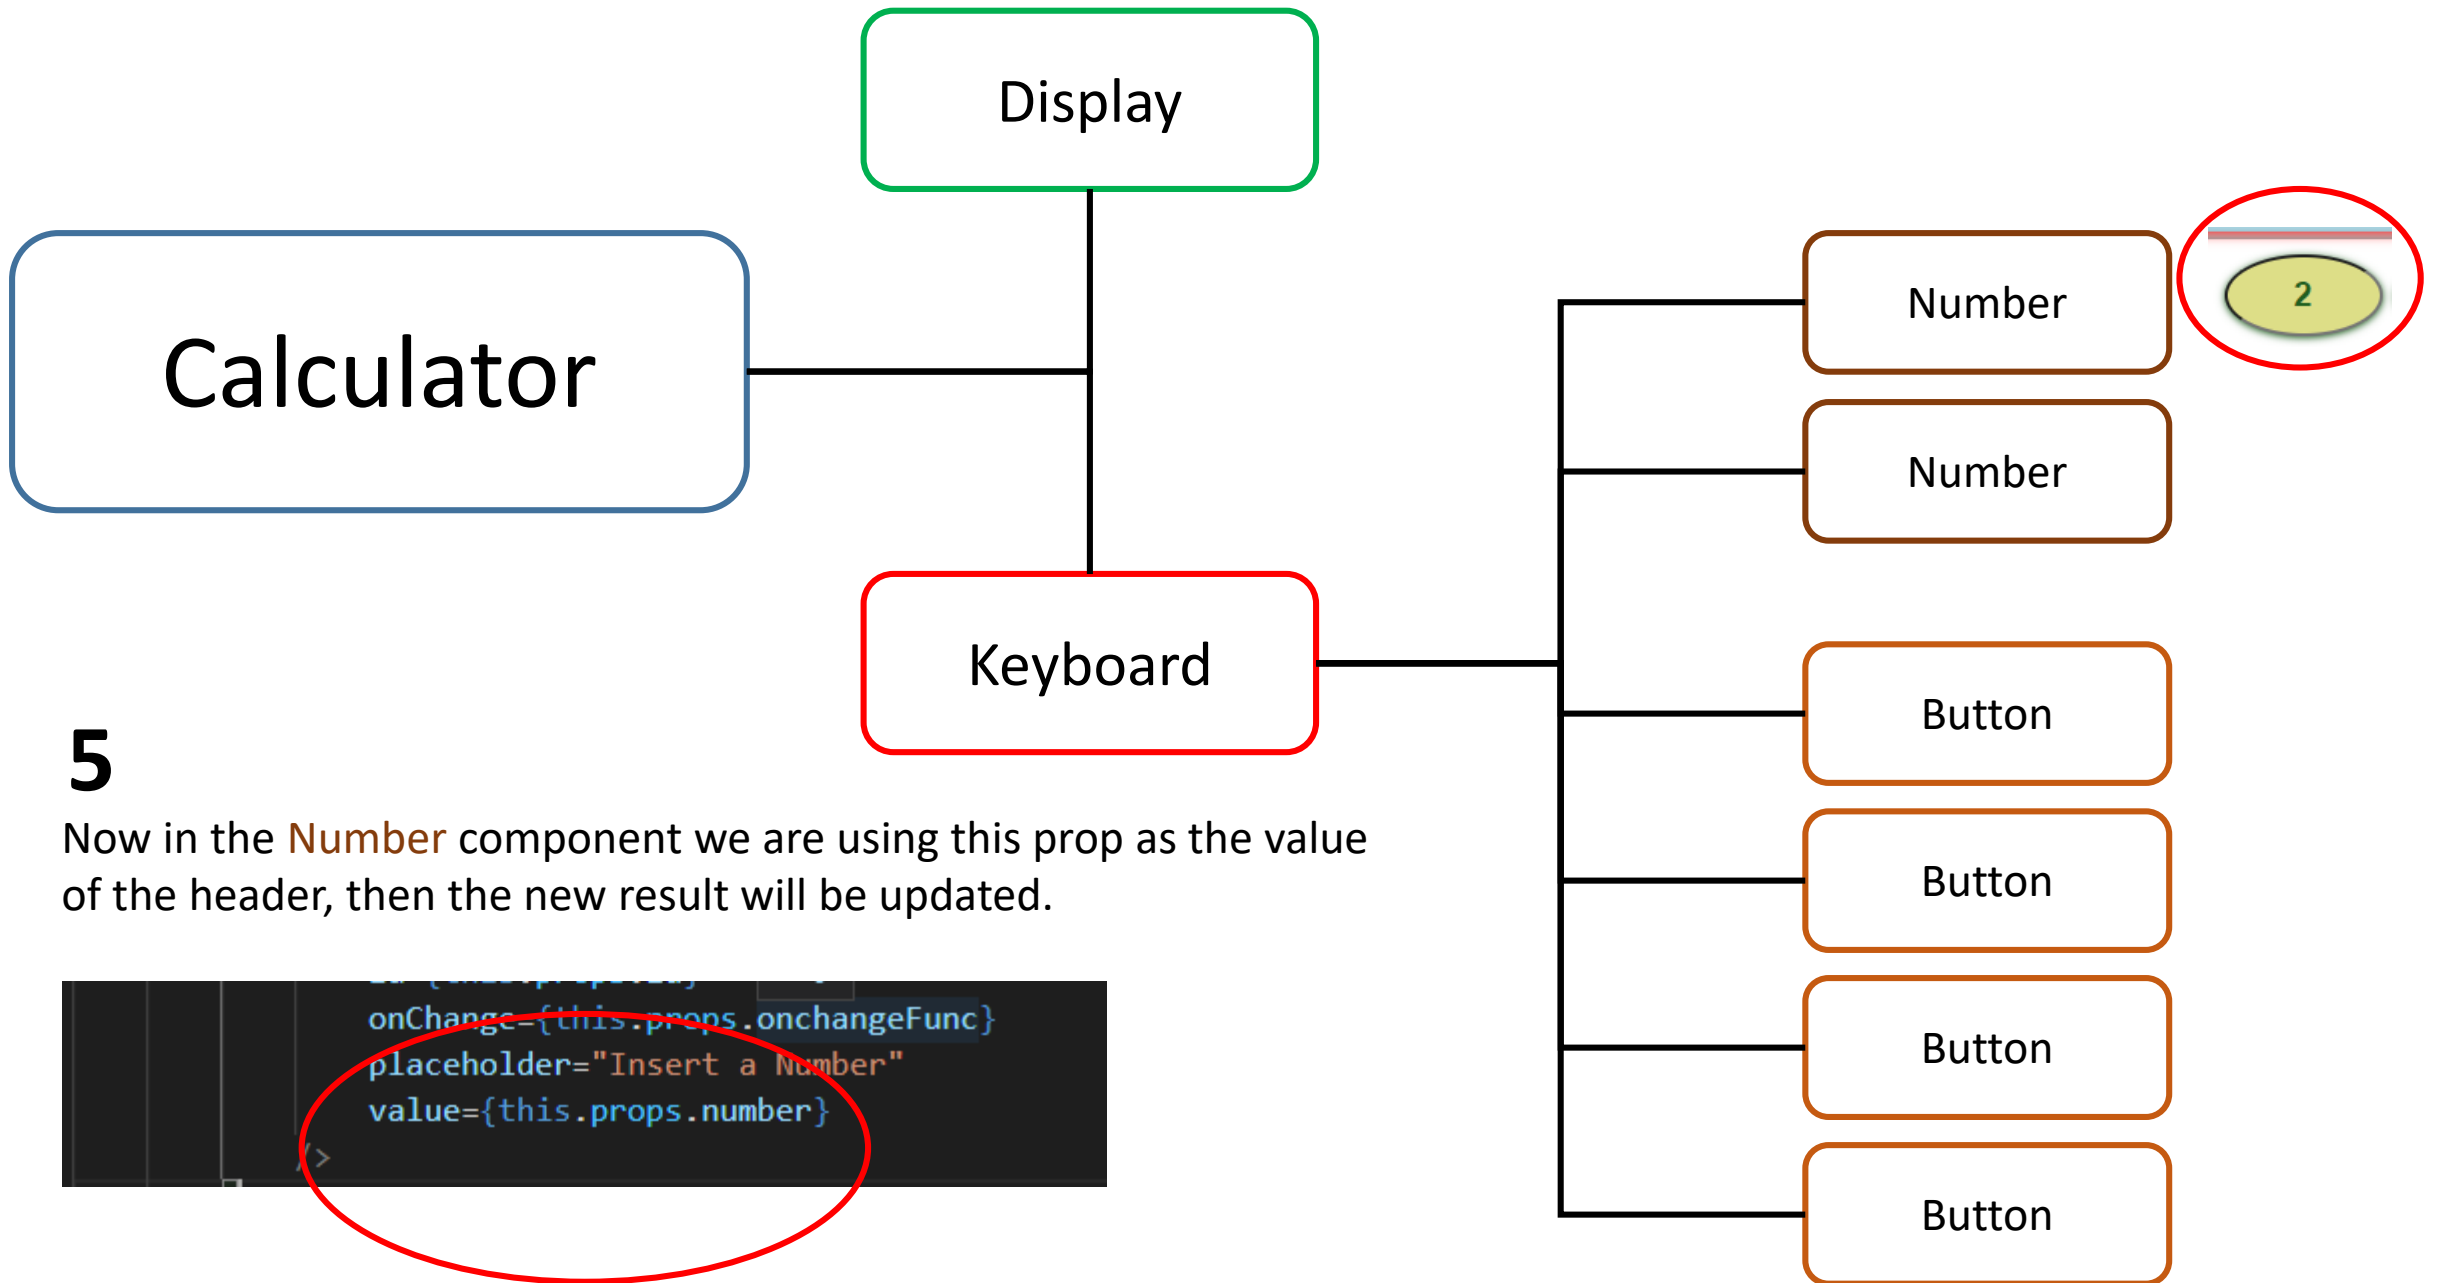 Display
Calculator
Keyboard
Number
2
Number
Button
Button
Button
Button
5
Now in the Number component we are using this prop as the value
of the header, then the new result will be updated.
onChange={this.props.onchangeFunc}
placeholder="Insert a Number"
value={this.props.number}
/>